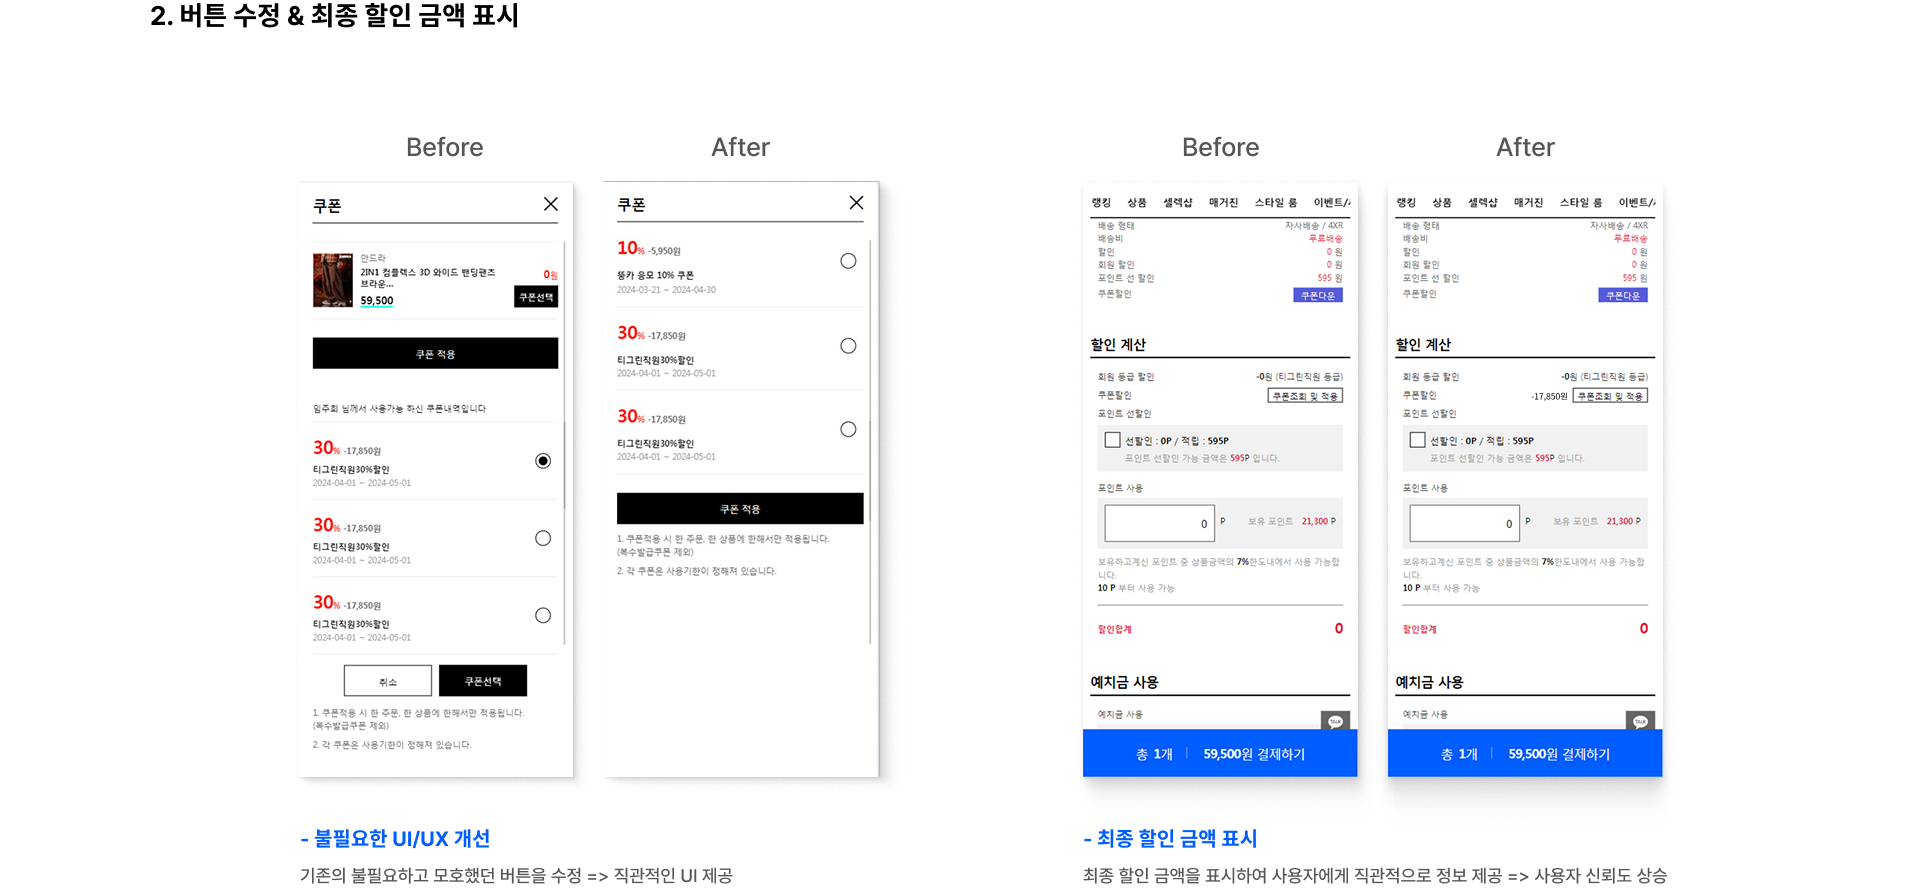 2. 버튼 수정 & 최종 할인 금액 표시
Before
After
쿠폰
안드라
2IN1 컴플렉스 3D 와이드 밴딩팬츠
브라운...
59,500
0원
쿠폰선택
쿠폰 적용
임주희 님께서 사용가능 하신 쿠폰내역입니다
30% -17,850원
티그린직원30%할인
2024-04-01 ~ 2024-05-01
30% -17,850원
티그린직원30%할인
2024-04-01 ~ 2024-05-01
30% -17,850원
티그린직원30%할인
2024-04-01 ~ 2024-05-01
취소
쿠폰선택
1. 쿠폰적용 시 한 주문, 한 상품에 한해서만 적용됩니다.
(복수발급쿠폰 제외)
2. 각 쿠폰은 사용기한이 정해져 있습니다.
쿠폰
10% -5,950원
뚱카 응모 10% 쿠폰
2024-03-21 ~ 2024-04-30
30% -17,850원
티그린직원30%할인
2024-04-01 ~ 2024-05-01
30% -17,850원
티그린직원30%할인
2024-04-01 ~ 2024-05-01
쿠폰 적용
1. 쿠폰적용 시 한 주문, 한 상품에 한해서만 적용됩니다.
(복수발급쿠폰 제외)
2. 각 쿠폰은 사용기한이 정해져 있습니다.
- 불필요한 UI/UX 개선
기존의 불필요하고 모호했던 버튼을 수정 => 직관적인 UI 제공
Before
After
랭킹 상품 셀렉샵 매거진 스타일 룸 이벤트/
배송 형태 자사배송 / 4XR
배송비 무료배송
할인 0 원
회원 할인 0 원
포인트 선 할인 595 원
쿠폰할인 쿠폰다운
할인 계산
회원 등급 할인 -0원 (티그린직원 등급)
쿠폰할인 쿠폰조회 및 적용
포인트 선할인
선할인 : 0P / 적립 : 595P
포인트 선할인 가능 금액은 595P 입니다.
포인트 사용
0 P 보유 포인트 21,300 P
보유하고계신 포인트 중 상품금액의 7%한도내에서 사용 가능합
니다.
10 P 부터 사용 가능
할인합계 0
예치금 사용
예치금 사용
TALK
총 1개 59,500원 결제하기
랭킹 상품 셀렉샵 매거진 스타일 룸 이벤트/
배송 형태 자사배송 / 4XR
배송비 무료배송
할인 0 원
회원 할인 0 원
포인트 선 할인 595 원
쿠폰할인 쿠폰다운
할인 계산
회원 등급 할인 -0원 (티그린직원 등급)
쿠폰할인 -17,850원 쿠폰조회 및 적용
포인트 선할인
선할인 : 0P / 적립 : 595P
포인트 선할인 가능 금액은 595P 입니다.
포인트 사용
0 P 보유 포인트 21,300 P
보유하고계신 포인트 중 상품금액의 7%한도내에서 사용 가능합
니다.
10 P 부터 사용 가능
할인합계 0
예치금 사용
예치금 사용
TALK
총 1개 59,500원 결제하기
- 최종 할인 금액 표시
최종 할인 금액을 표시하여 사용자에게 직관적으로 정보 제공 => 사용자 신뢰도 상승